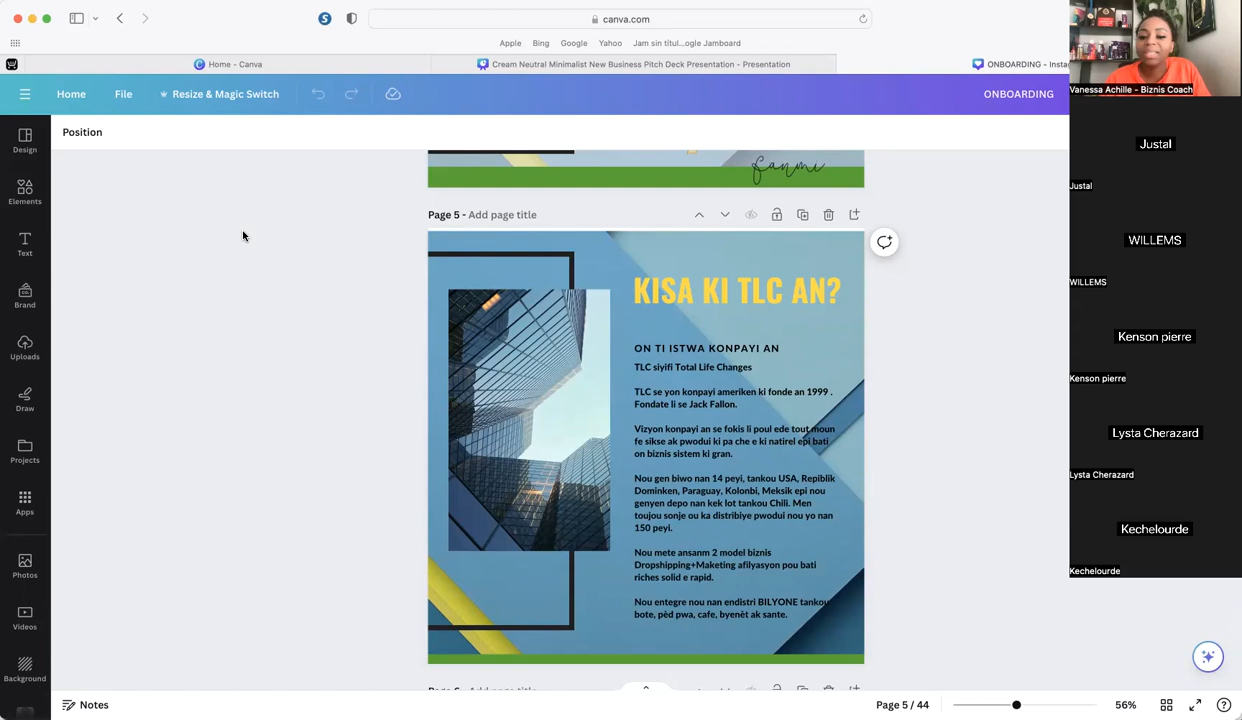 canva.com
Apple
Bing
Google
Yahoo
Jam sin titul...ogle Jamboard
Home - Canva
Cream Neutral Minimalist New Business Pitch Deck Presentation - Presentation
ONBOARDING - Insta
Home
File
Resize & Magic Switch
ONBOARDING
Position
Design
Elements
Text
Brand
Uploads
Draw
Projects
Apps
Photos
Videos
Background
fanmi
Page 5 - Add page title
KISA KI TLC AN?
ON TI ISTWA KONPAYI AN
TLC siyifi Total Life Changes
TLC se yon konpayi ameriken ki fonde an 1999 .
Fondate li se Jack Fallon.
Vizyon konpayi an se fokis li poul ede tout moun
fe sikse ak pwodui ki pa che e ki natirel epi bati
on biznis sistem ki gran.
Nou gen biwo nan 14 peyi, tankou USA, Repiblik
Dominken, Paraguay, Kolonbi, Meksik epi nou
genyen depo nan kek lot tankou Chili. Men
toujou sonje ou ka distribiye pwodui nou yo nan
150 peyi.
Nou mete ansanm 2 model biznis
Dropshipping+Maketing afilyasyon pou bati
riches solid e rapid.
Nou entegre nou nan endistri BILYONE tankou
bote, pèd pwa, cafe, byenèt ak sante.
Notes
Page 5 / 44
56%
Vanessa Achille - Biznis Coach
Justal
Justal
WILLEMS
WILLEMS
Kenson pierre
Kenson pierre
Lysta Cherazard
Lysta Cherazard
Kechelourde
Kechelourde